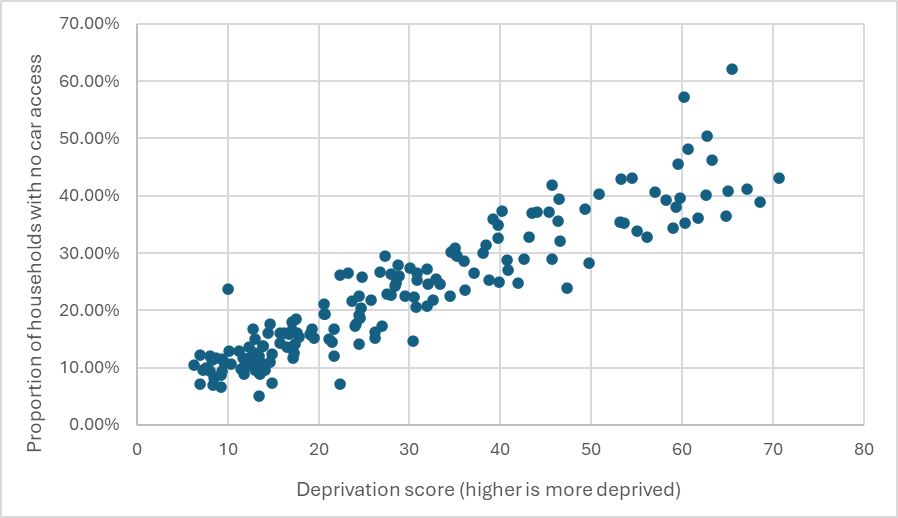 70.00%
60.00%
50.00%
40.00%
30.00%
20.00%
10.00%
0.00%
Proportion of households with no car access
0 10 20 30 40 50 60 70 80
Deprivation score (higher is more deprived)